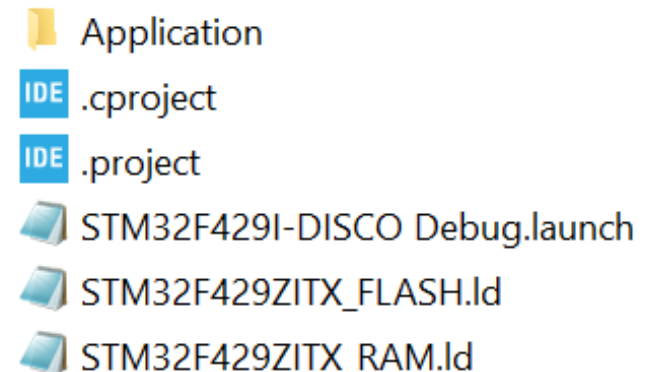 Application
IDE .cproject
IDE .project
STM32F429I-DISCO Debug.launch
STM32F429ZITX_FLASH.ld
STM32F429ZITX_RAM.ld